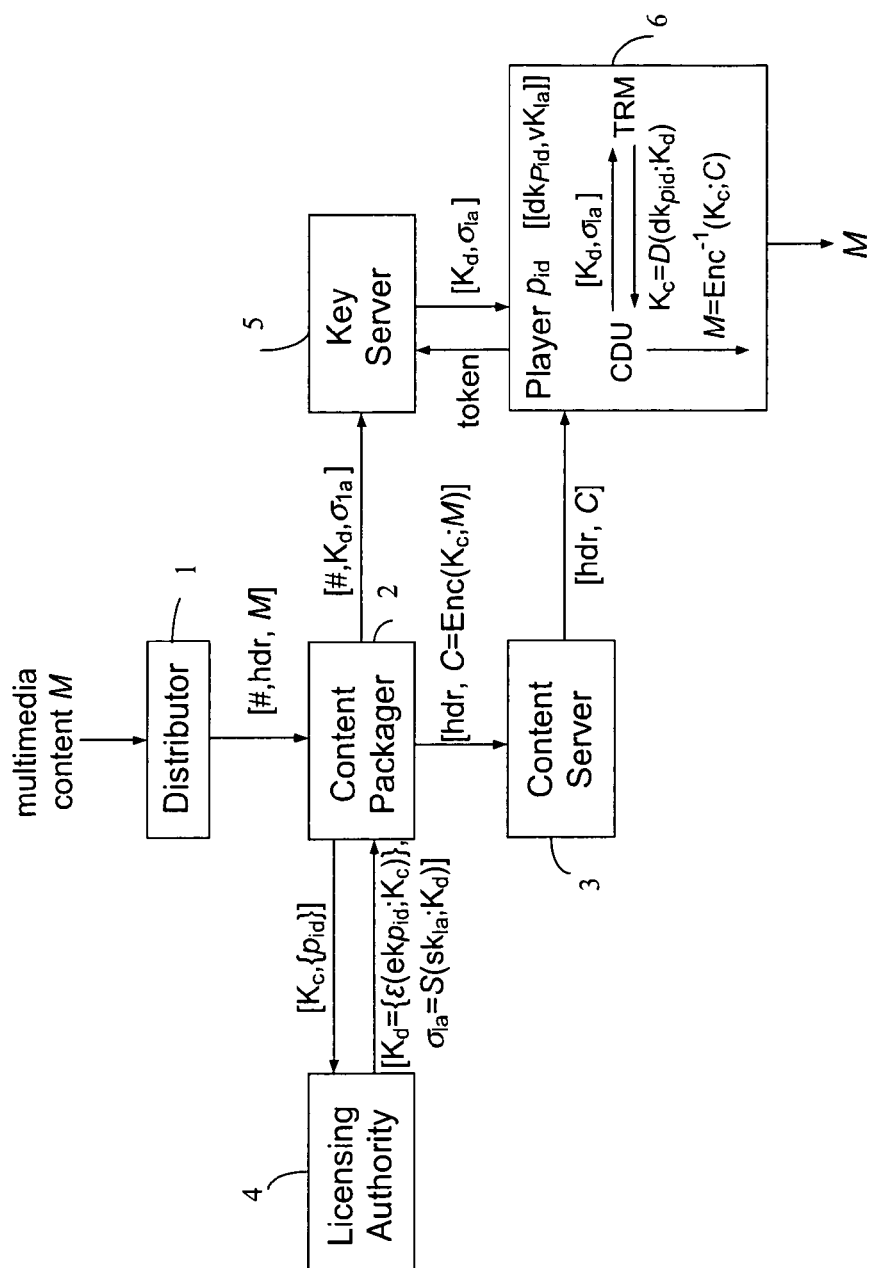 multimedia
content M
1
Distributor
[#,hdr, M]
2
Content
Packager
[#,K_d,σ_la]
5
Key
Server
[K_c,{p_id}]
[K_d={ε(ek_pid;K_c)},
σ_la=S(sk_la;K_d)]
4
Licensing
Authority
[hdr, C=Enc(K_c;M)]
Content
Server
3
[hdr, C]
token
[K_d,σ_la]
6
Player p_id [[dk_Pid,vK_la]]
[K_d,σ_la]
CDU
TRM
K_c=D(dk_pid;K_d)
M=Enc⁻¹(K_c;C)
M